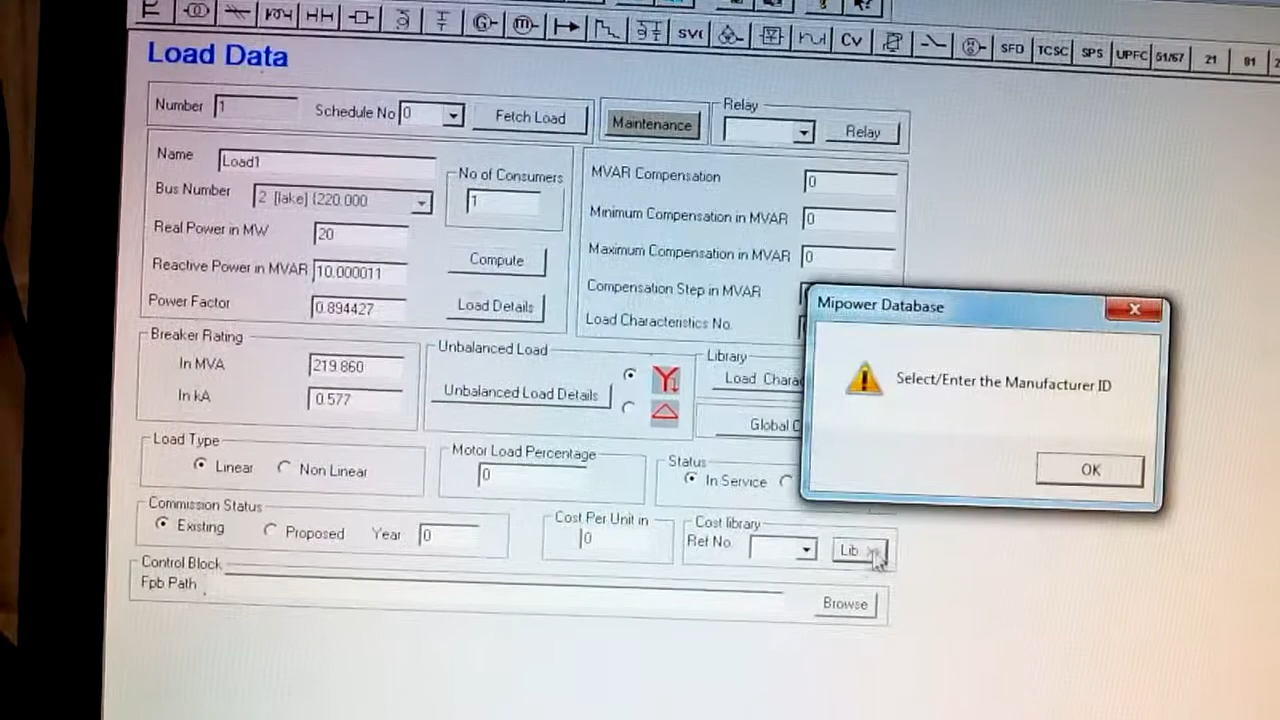 G m SVC Cv SFD TCSC SPS UPFC 51/67 21 81
Load Data
Number 1 Schedule No 0 Fetch Load Maintenance Relay Relay
Name Load1 No of Consumers 1
Bus Number 2 [lake] (220.000
Real Power in MW 20
Reactive Power in MVAR 10.000011 Compute
Power Factor 0.894427 Load Details
MVAR Compensation 0
Minimum Compensation in MVAR 0
Maximum Compensation in MVAR 0
Compensation Step in MVAR
Load Characteristics No.
Mipower Database
Select/Enter the Manufacturer ID
OK
Breaker Rating
In MVA 219.860
In kA 0.577
Unbalanced Load
Unbalanced Load Details
Library
Load Charac
Global C
Load Type
Linear Non Linear
Motor Load Percentage
0
Status
In Service
Commission Status
Existing Proposed Year 0
Cost Per Unit in
0
Cost library
Ref No. Lib >>
Control Block
Fpb Path Browse